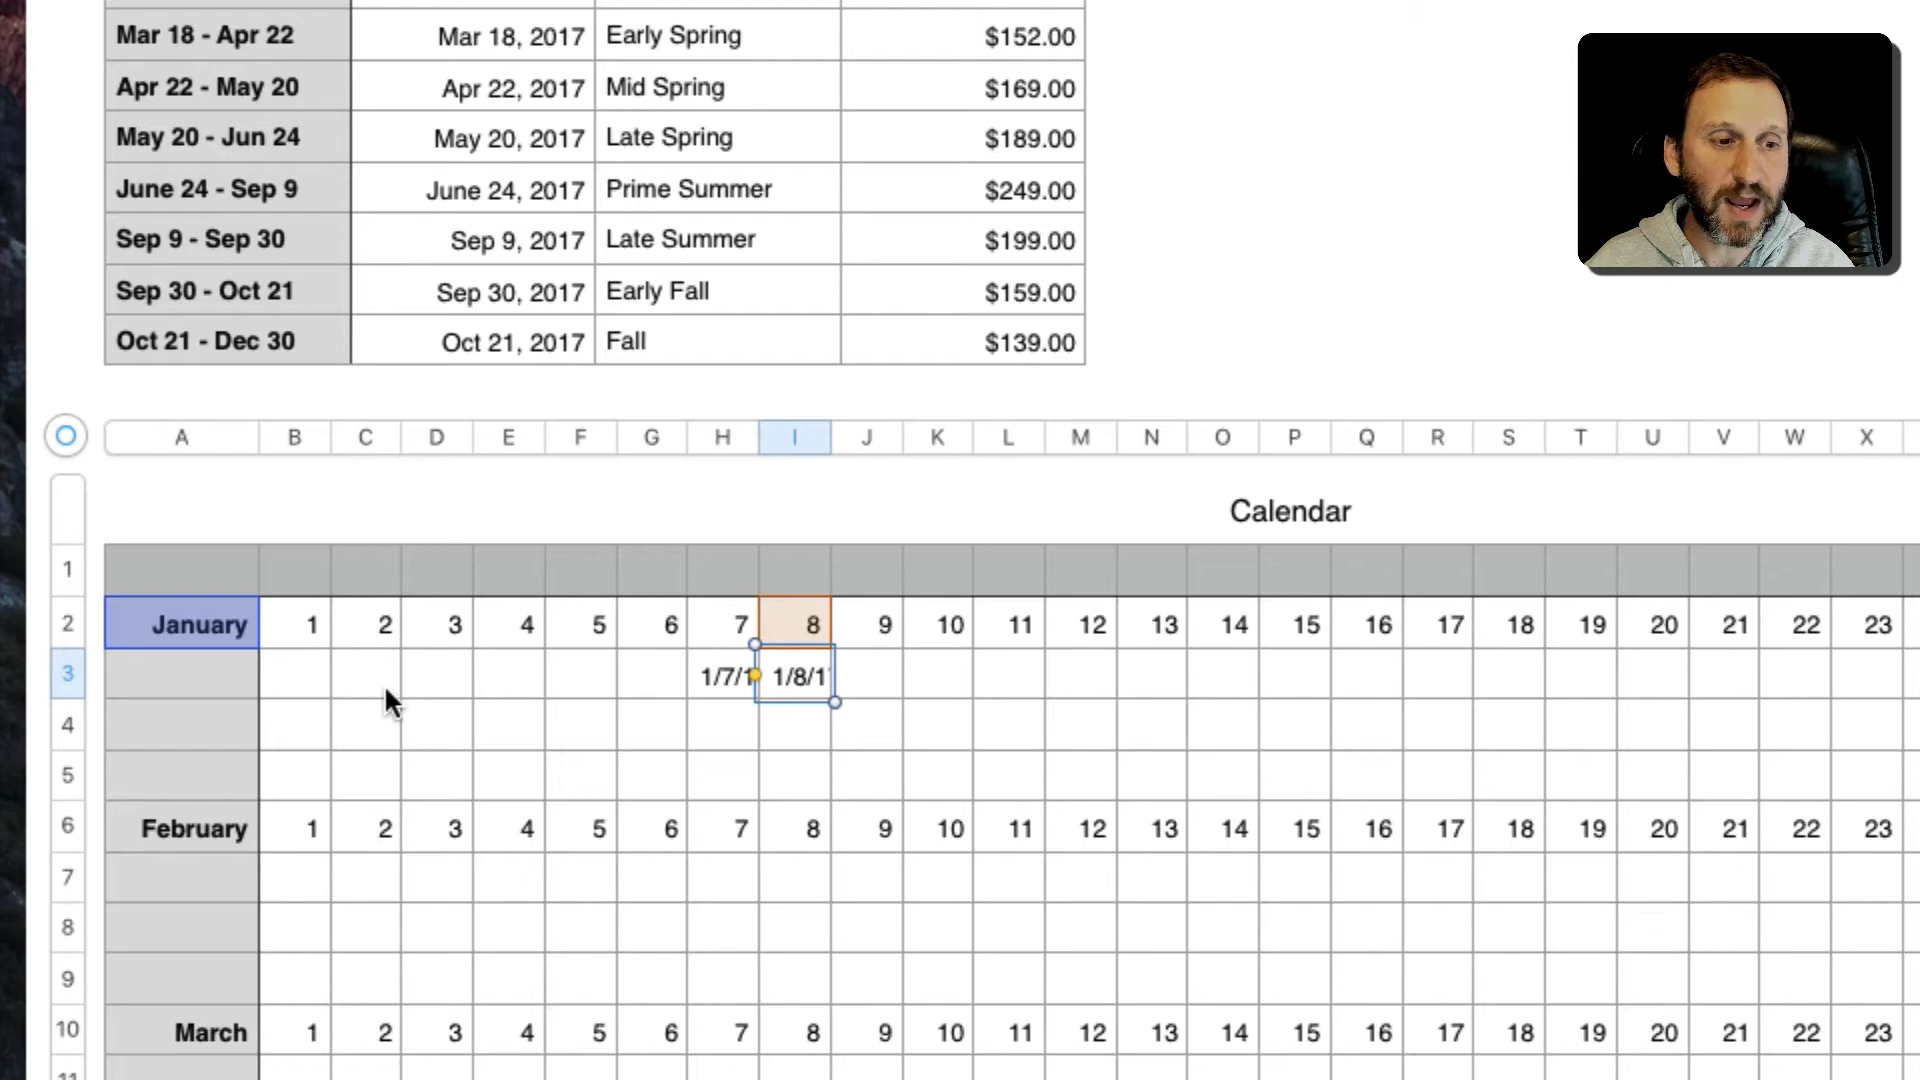 Mar 18 - Apr 22 Mar 18, 2017 Early Spring $152.00
Apr 22 - May 20 Apr 22, 2017 Mid Spring $169.00
May 20 - Jun 24 May 20, 2017 Late Spring $189.00
June 24 - Sep 9 June 24, 2017 Prime Summer $249.00
Sep 9 - Sep 30 Sep 9, 2017 Late Summer $199.00
Sep 30 - Oct 21 Sep 30, 2017 Early Fall $159.00
Oct 21 - Dec 30 Oct 21, 2017 Fall $139.00
A B C D E F G H I J K L M N O P Q R S T U V W X
Calendar
1
2 January 1 2 3 4 5 6 7 8 9 10 11 12 13 14 15 16 17 18 19 20 21 22 23
3 1/7/1 1/8/1
4
5
6 February 1 2 3 4 5 6 7 8 9 10 11 12 13 14 15 16 17 18 19 20 21 22 23
7
8
9
10 March 1 2 3 4 5 6 7 8 9 10 11 12 13 14 15 16 17 18 19 20 21 22 23
11